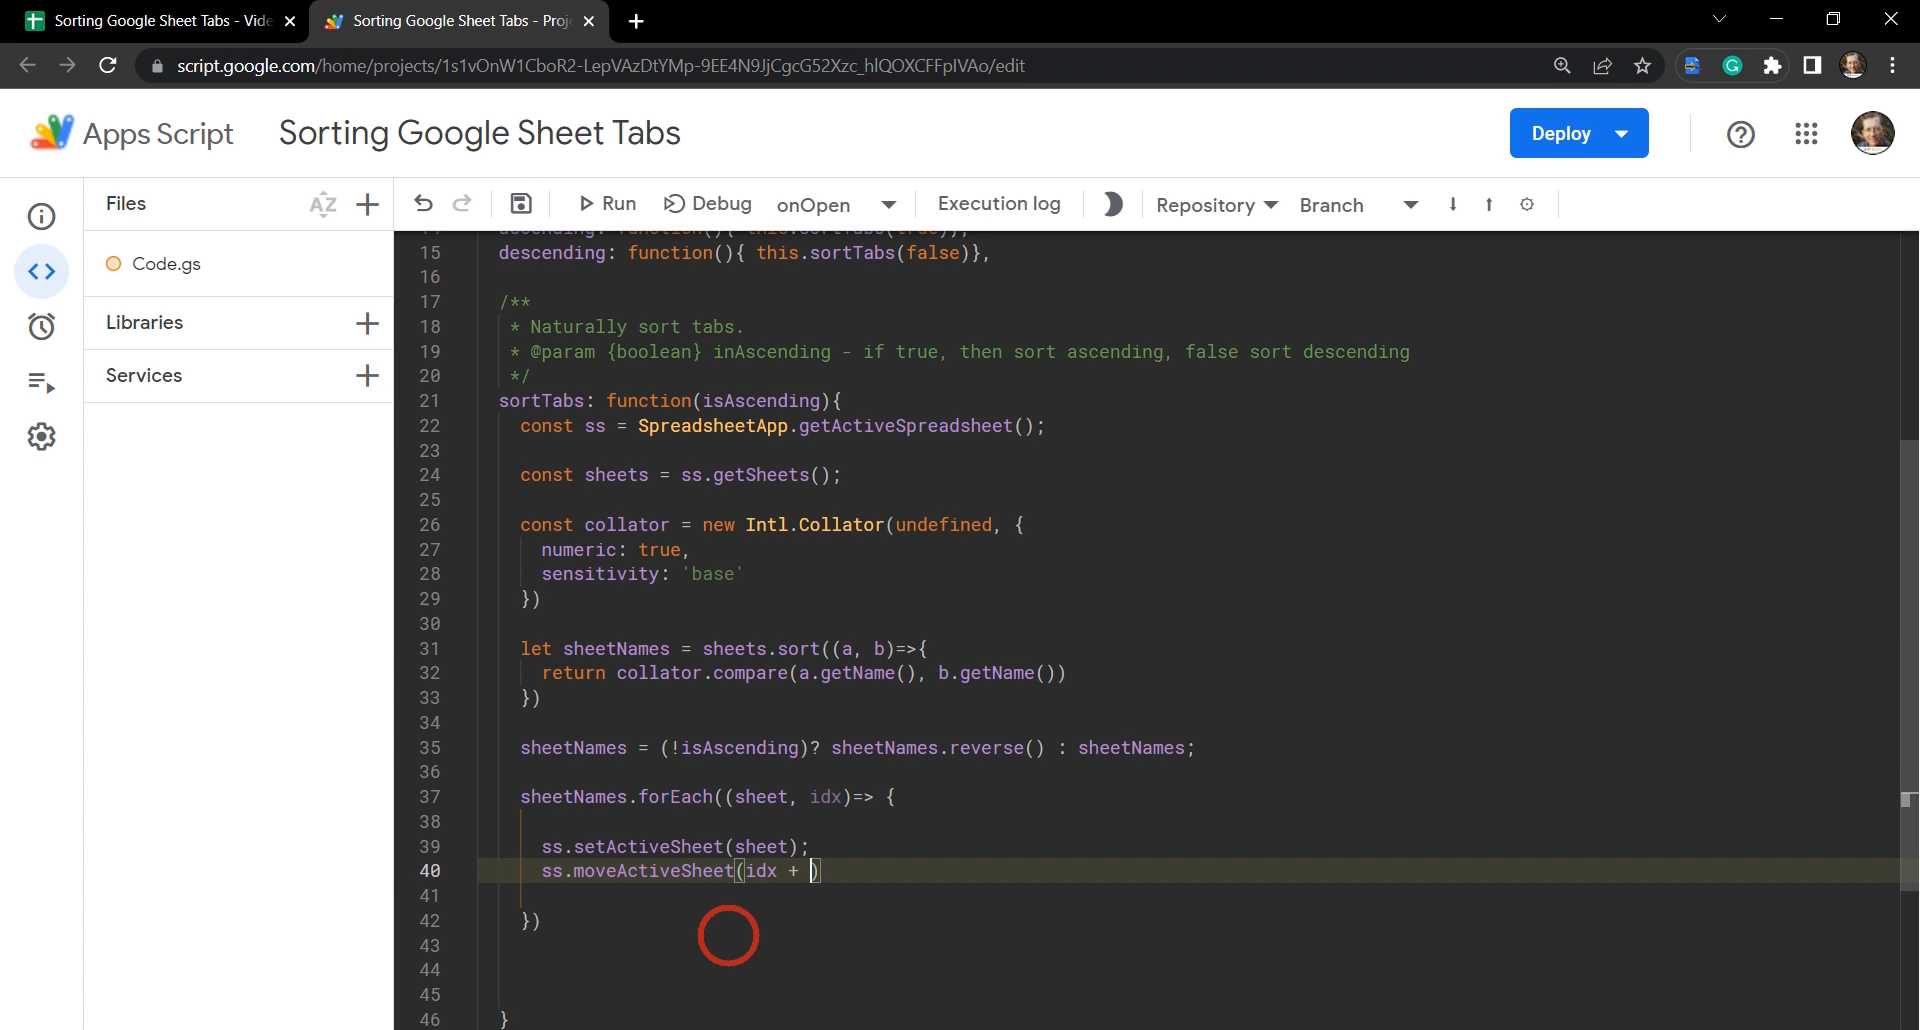 Sorting Google Sheet Tabs - Vide
Sorting Google Sheet Tabs - Proj
script.google.com/home/projects/1s1vOnW1CboR2-LepVAzDtYMp-9EE4N9JjCgcG52Xzc_hlQOXCFFpIVAo/edit
Apps Script
Sorting Google Sheet Tabs
Deploy
Files
AZ
Run
Debug
onOpen
Execution log
Repository
Branch
Code.gs
Libraries
Services
15 descending: function(){ this.sortTabs(false)},
16
17 /**
18 * Naturally sort tabs.
19 * @param {boolean} inAscending - if true, then sort ascending, false sort descending
20 */
21 sortTabs: function(isAscending){
22 const ss = SpreadsheetApp.getActiveSpreadsheet();
23
24 const sheets = ss.getSheets();
25
26 const collator = new Intl.Collator(undefined, {
27 numeric: true,
28 sensitivity: 'base'
29 })
30
31 let sheetNames = sheets.sort((a, b)=>{
32 return collator.compare(a.getName(), b.getName())
33 })
34
35 sheetNames = (!isAscending)? sheetNames.reverse() : sheetNames;
36
37 sheetNames.forEach((sheet, idx)=> {
38
39 ss.setActiveSheet(sheet);
40 ss.moveActiveSheet(idx + )
41
42 })
43
44
45
46 }